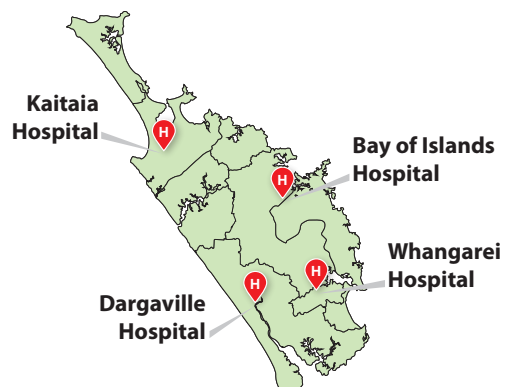 Kaitaia
Hospital
H
Bay of Islands
Hospital
H
Whangarei
Hospital
H
Dargaville
Hospital
H